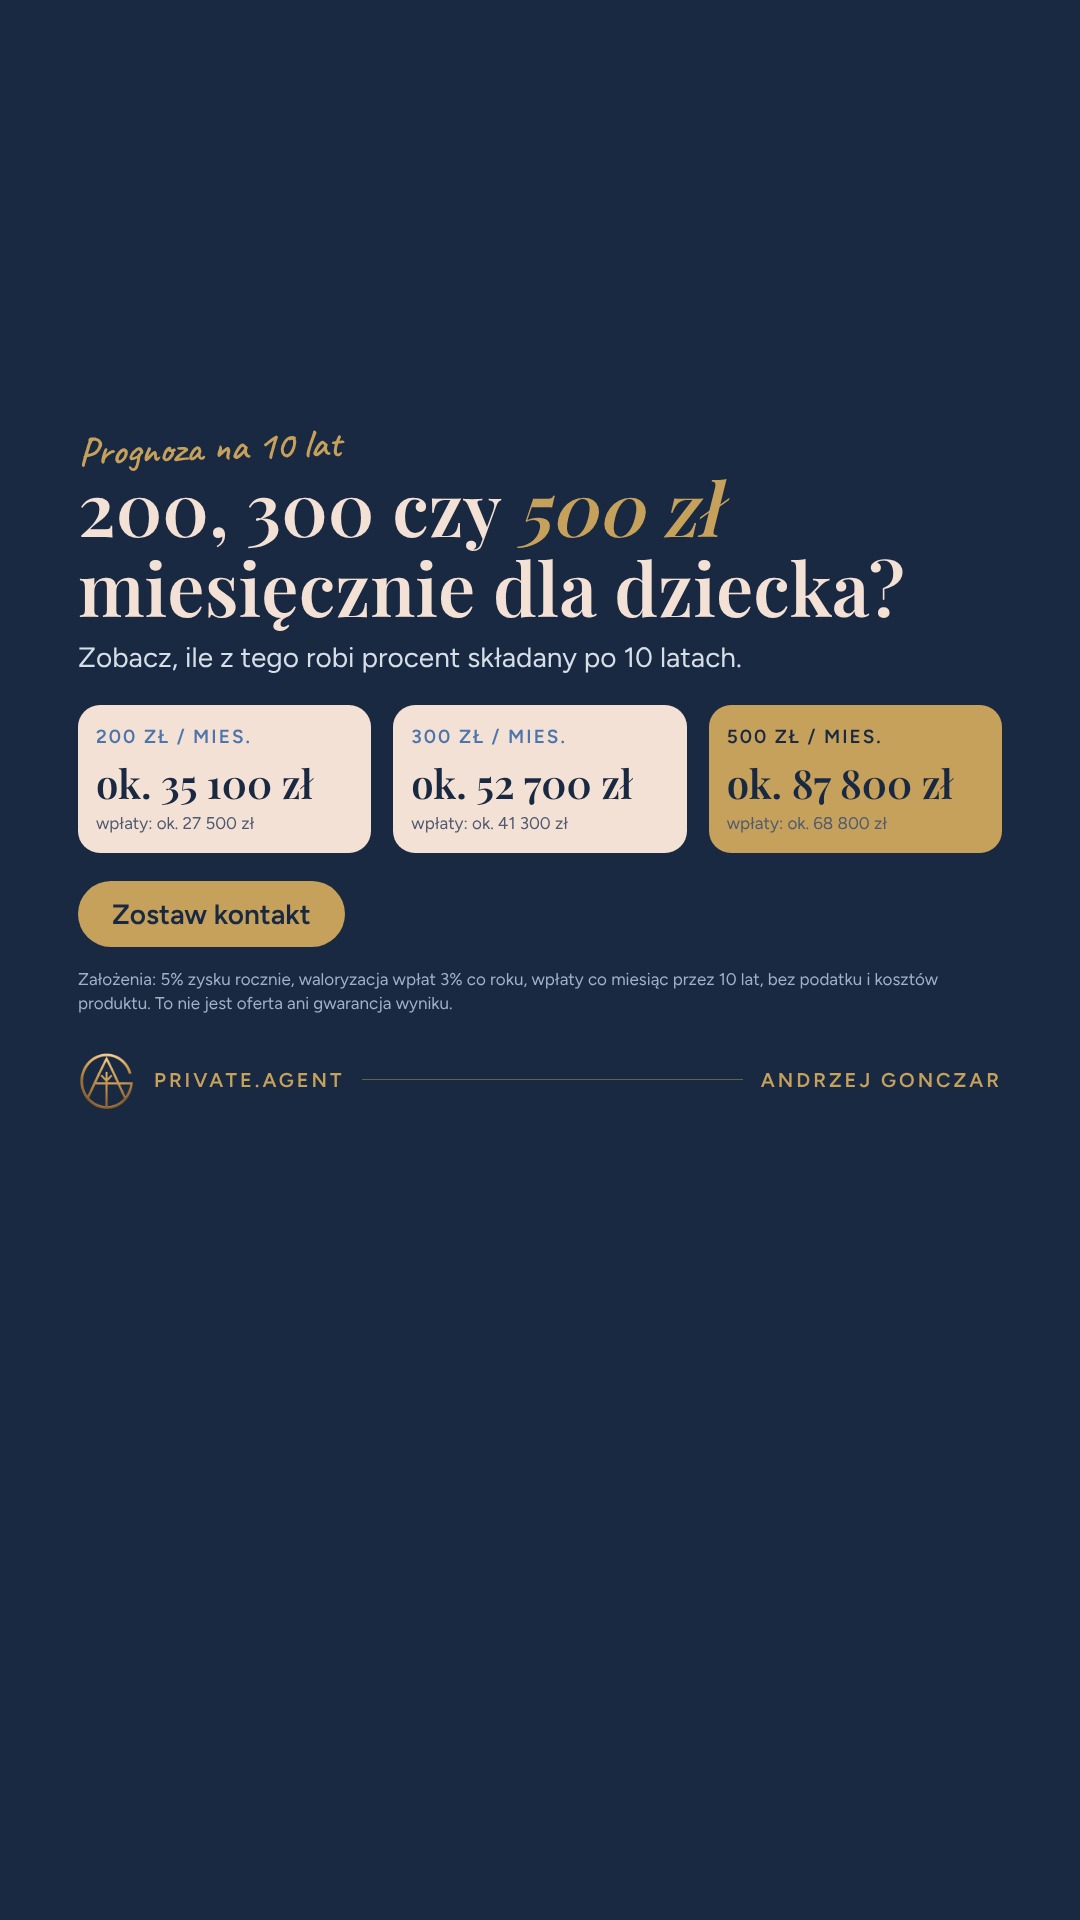 Prognoza na 10 lat
200, 300 czy 500 zł
miesięcznie dla dziecka?
Zobacz, ile z tego robi procent składany po 10 latach.
200 ZŁ / MIES.
ok. 35 100 zł
wpłaty: ok. 27 500 zł
300 ZŁ / MIES.
ok. 52 700 zł
wpłaty: ok. 41 300 zł
500 ZŁ / MIES.
ok. 87 800 zł
wpłaty: ok. 68 800 zł
Zostaw kontakt
Założenia: 5% zysku rocznie, waloryzacja wpłat 3% co roku, wpłaty co miesiąc przez 10 lat, bez podatku i kosztów
produktu. To nie jest oferta ani gwarancja wyniku.
PRIVATE.AGENT
ANDRZEJ GONCZAR